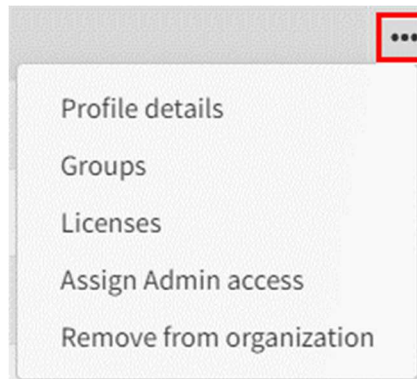 •••
Profile details
Groups
Licenses
Assign Admin access
Remove from organization